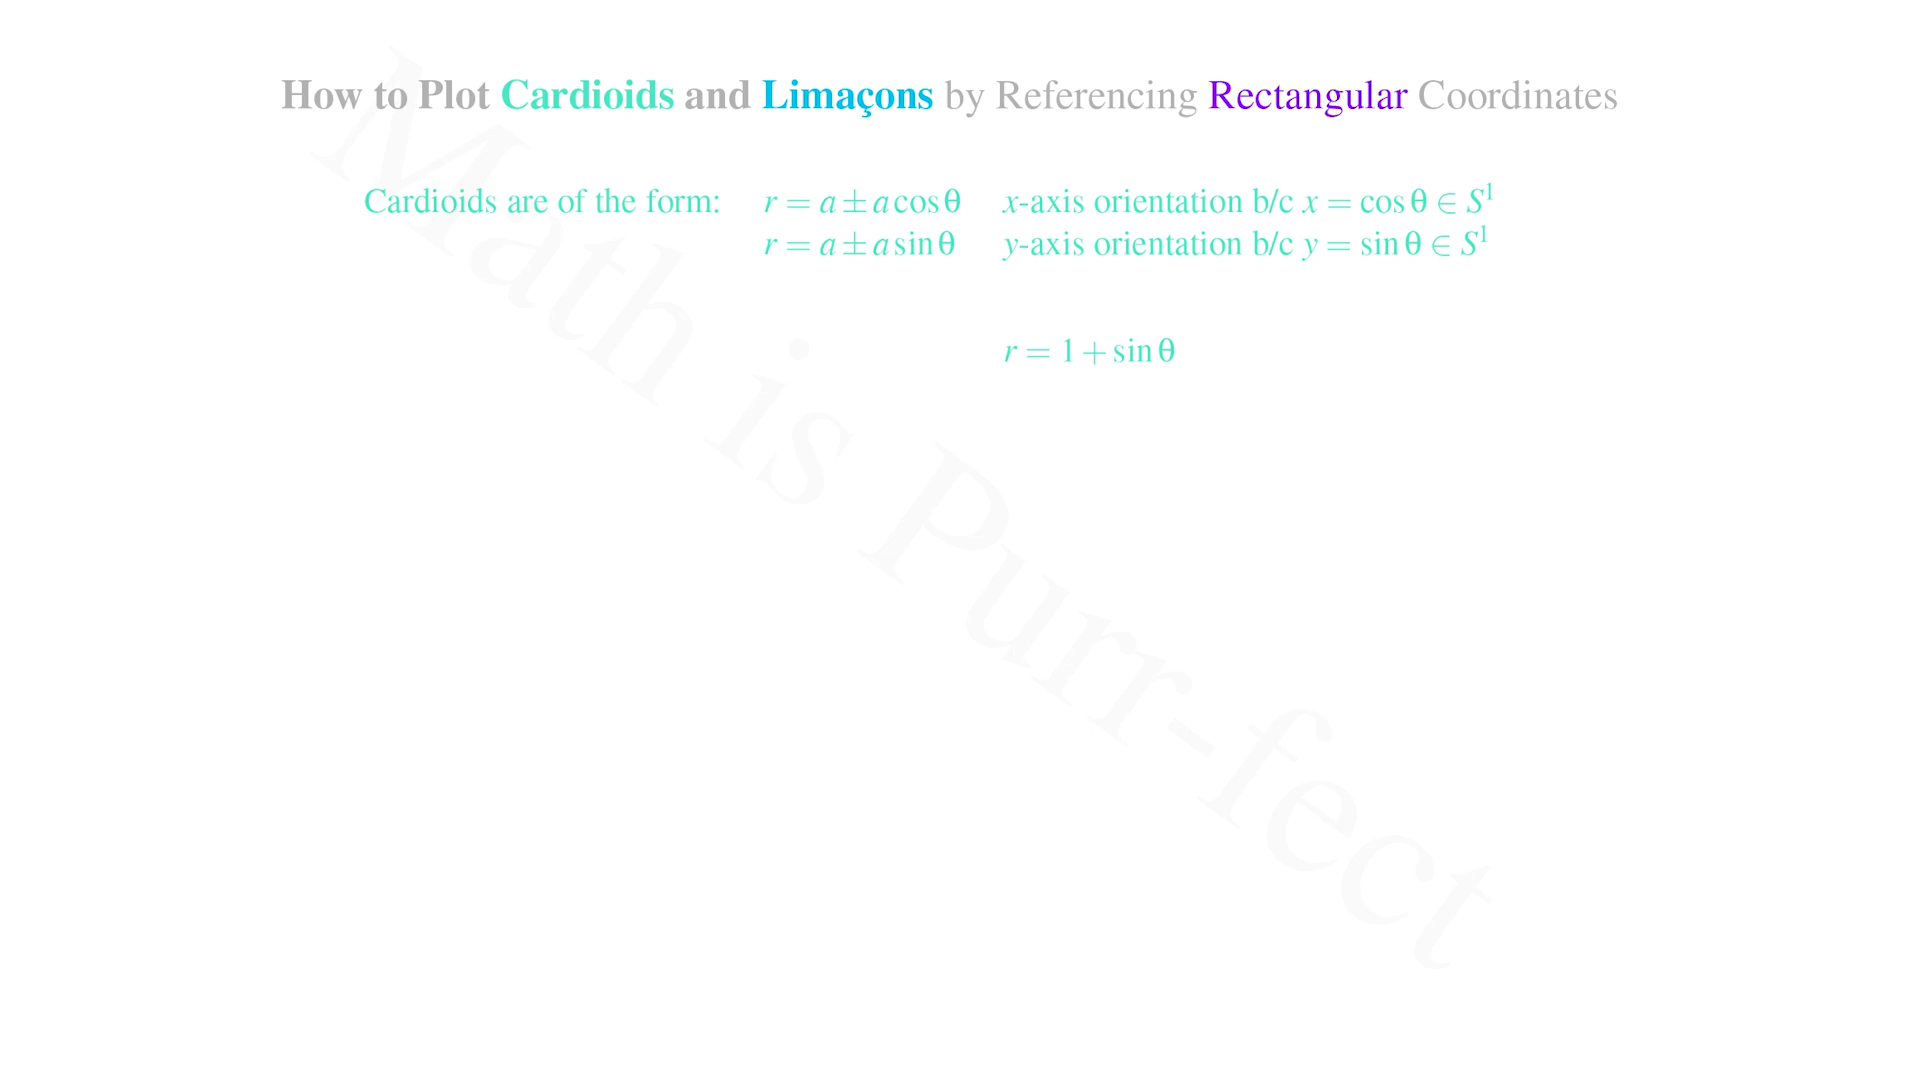 How to Plot Cardioids and Limaçons by Referencing Rectangular Coordinates
Cardioids are of the form: r = a ± a cos θ x-axis orientation b/c x = cos θ ∈ S¹
r = a ± a sin θ y-axis orientation b/c y = sin θ ∈ S¹
r = 1 + sin θ
Math is Purr-fect